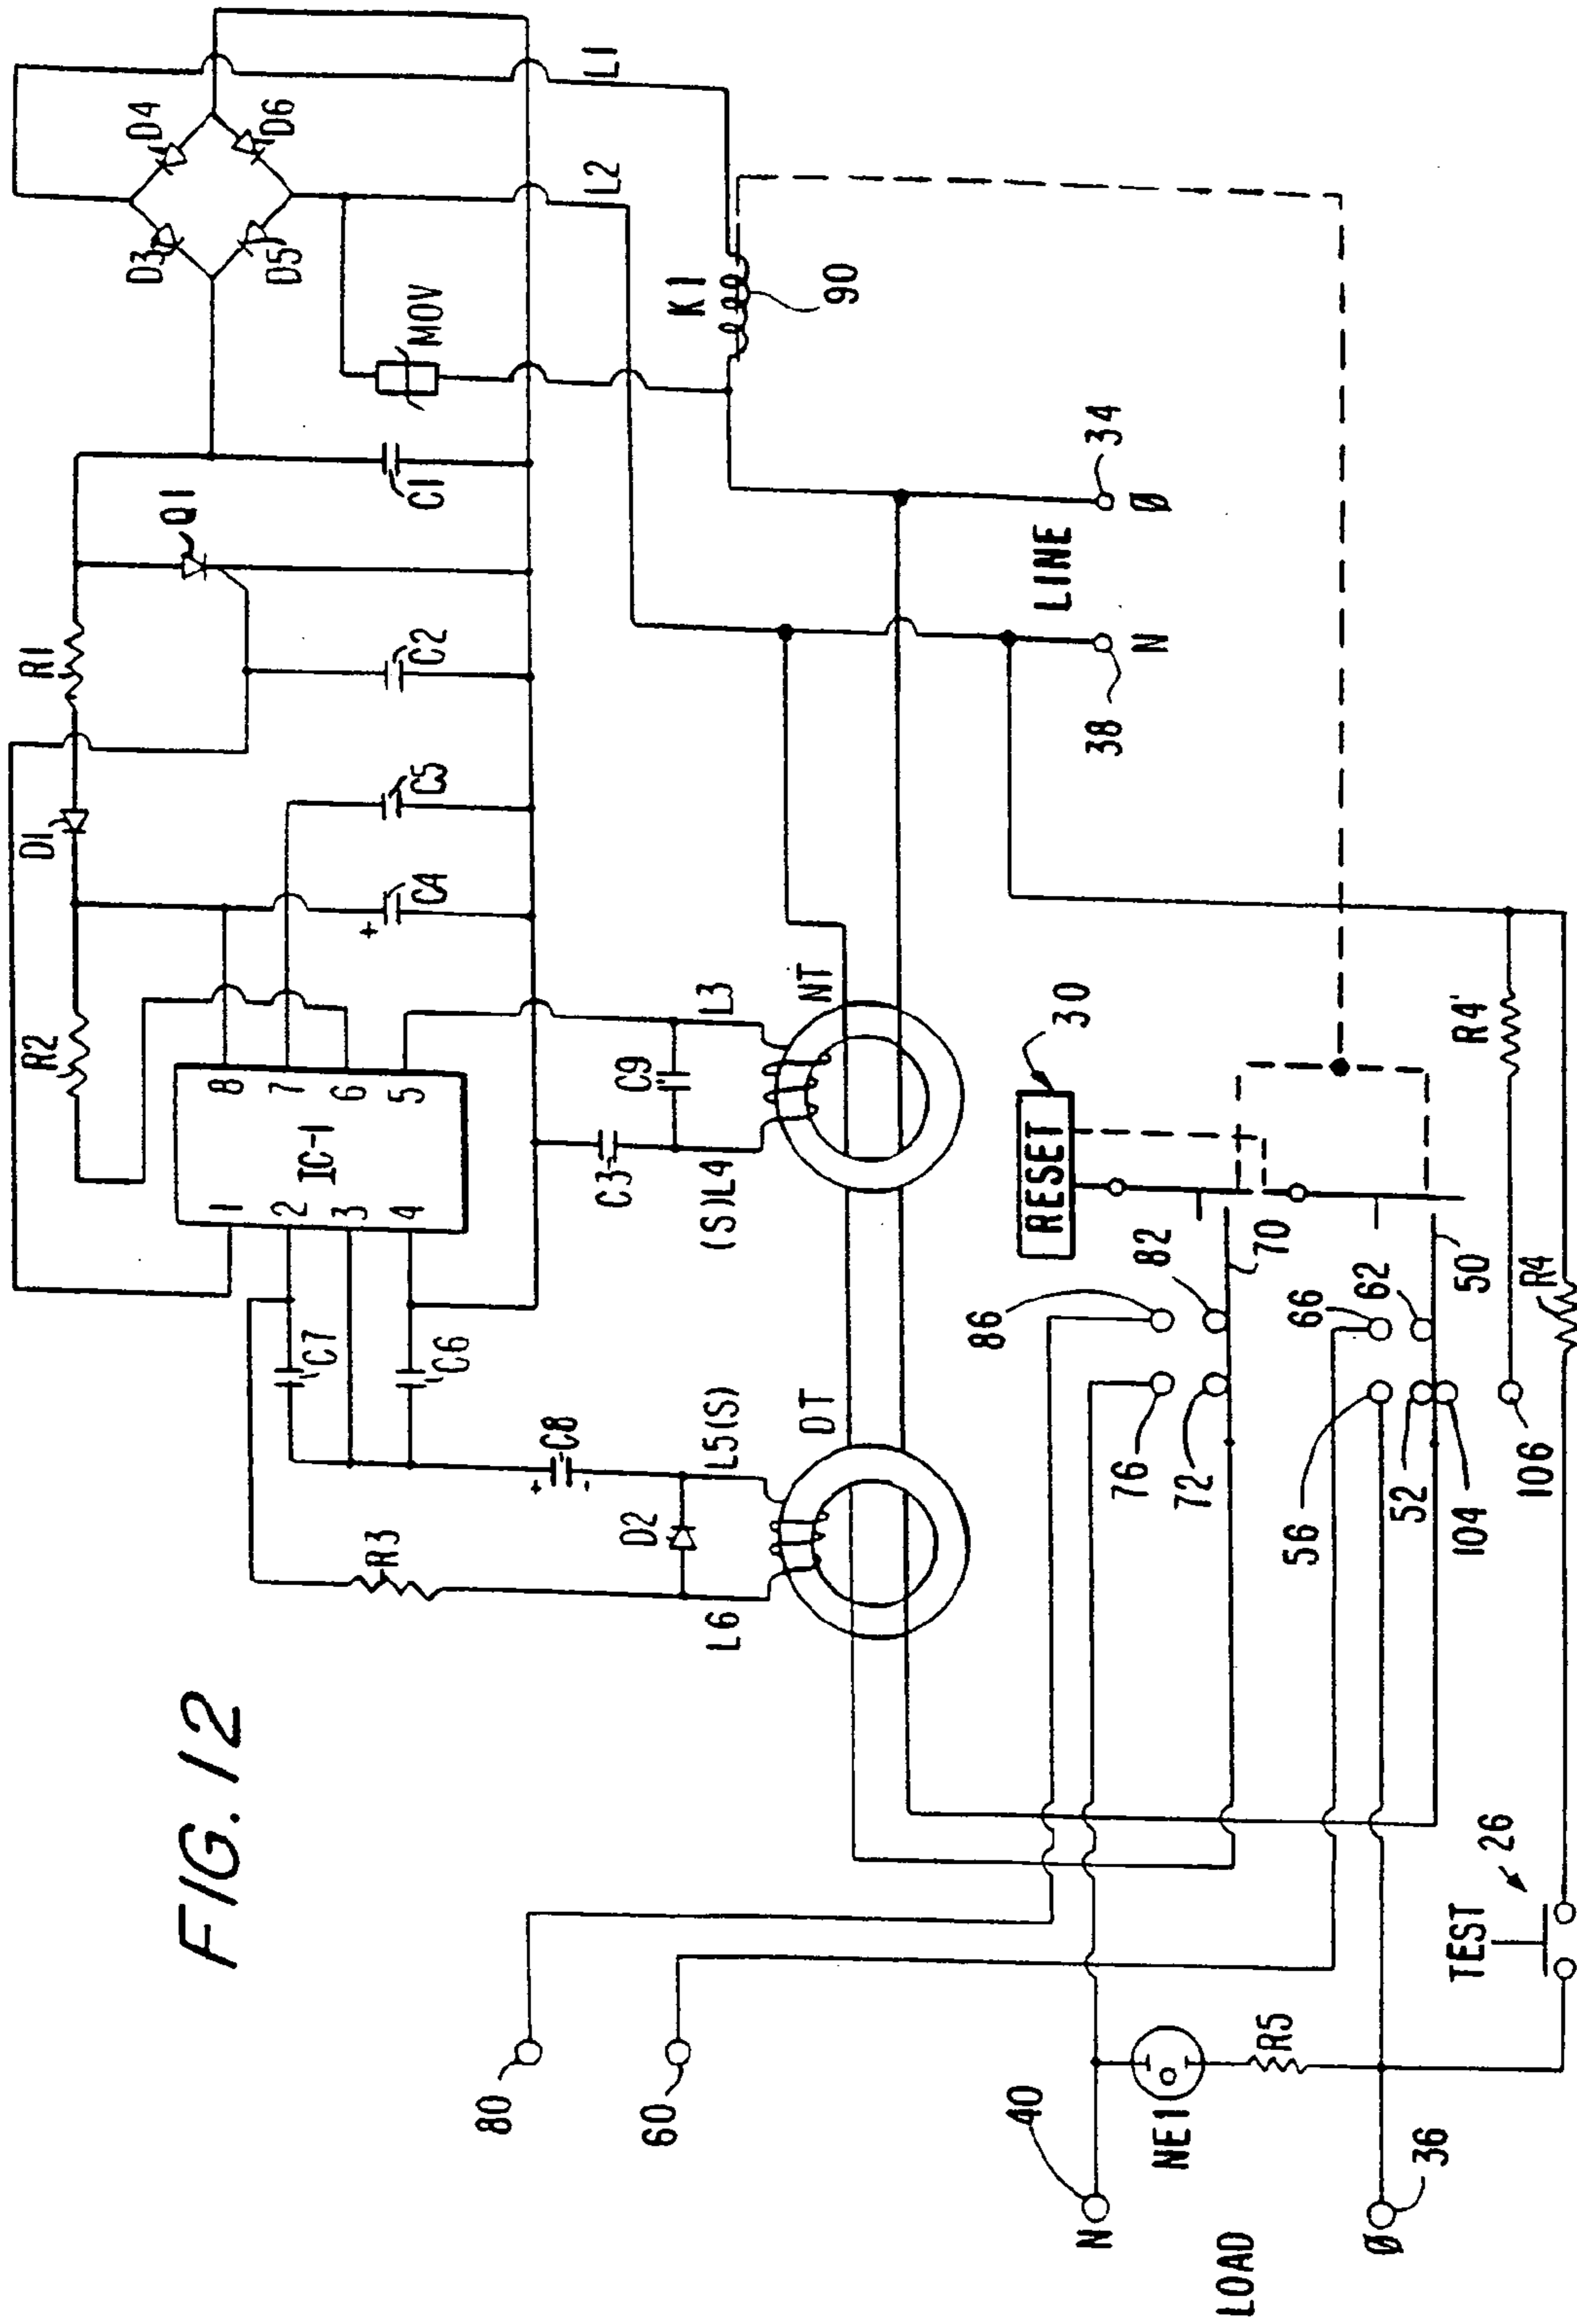 FIG. 12
D4
D6
D3
D5
L1
L2
MOV
K1
90
Q1
C1
R1
C2
D1
C5
C4
R2
8
7
6
5
IC-1
1
2
3
4
C9
L3
NT
C3
(S)L4
C7
C6
C8
L5(S)
DT
D2
R3
L6
LINE
34
Ø
38
N
RESET
30
82
86
70
76
72
66
62
50
56
52
104
106
R4'
R4
26
TEST
80
60
40
N
NE1
R5
36
Ø
LOAD
+
+
-